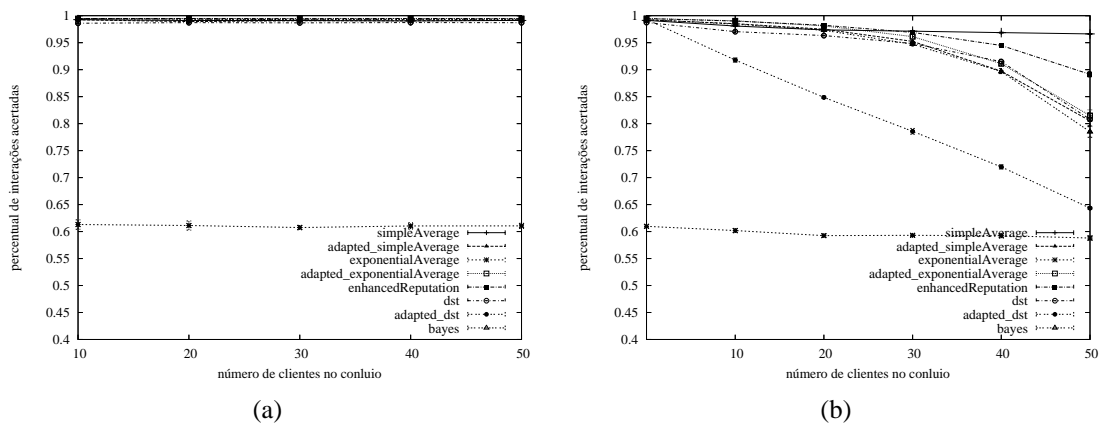 1
0.95
0.9
0.85
0.8
0.75
0.7
0.65
0.6
0.55
0.5
0.45
0.4
percentual de interações acertadas
simpleAverage
adapted_simpleAverage
exponentialAverage
adapted_exponentialAverage
enhancedReputation
dst
adapted_dst
bayes
10 20 30 40 50
número de clientes no conluio
(a)
1
0.95
0.9
0.85
0.8
0.75
0.7
0.65
0.6
0.55
0.5
0.45
0.4
percentual de interações acertadas
simpleAverage
adapted_simpleAverage
exponentialAverage
adapted_exponentialAverage
enhancedReputation
dst
adapted_dst
bayes
10 20 30 40 50
número de clientes no conluio
(b)